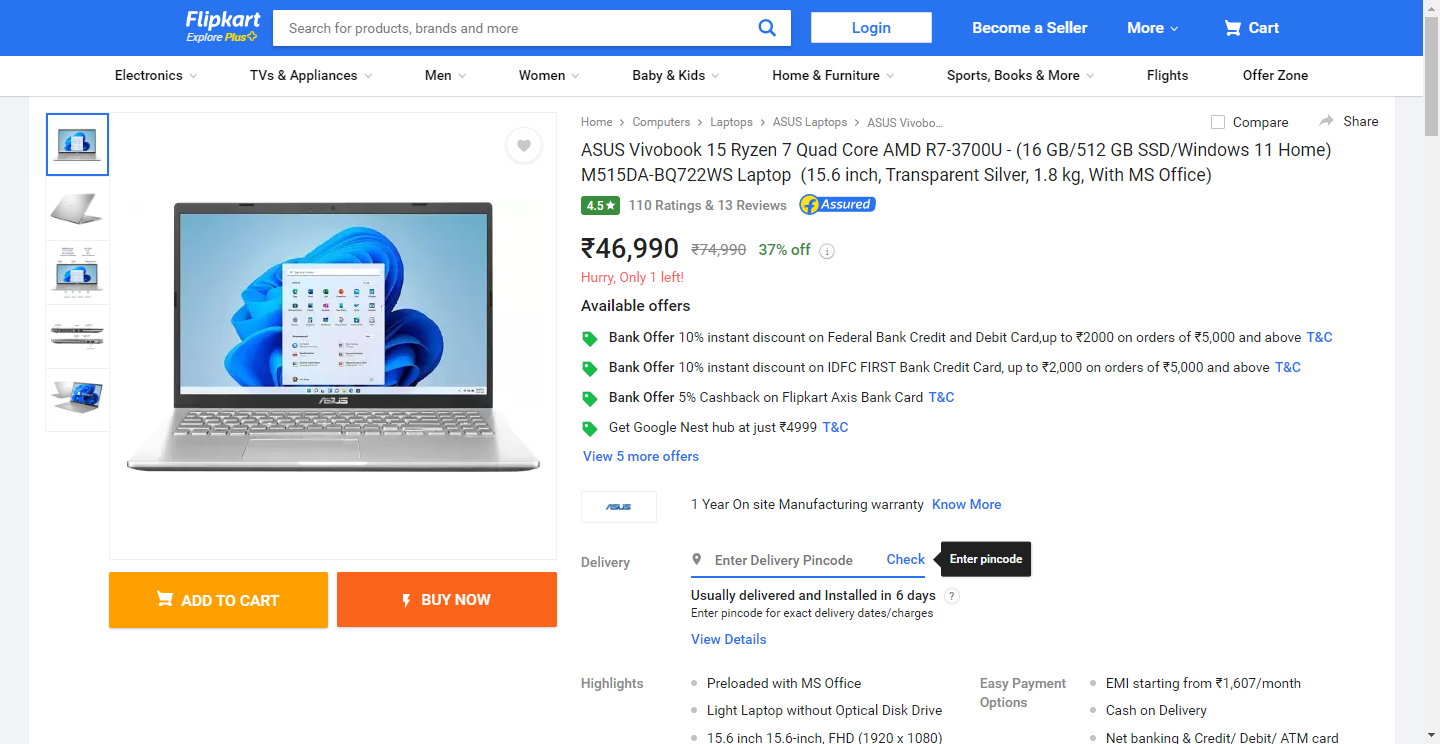 Flipkart
Explore Plus
Search for products, brands and more
Login
Become a Seller
More
Cart
Electronics
TVs & Appliances
Men
Women
Baby & Kids
Home & Furniture
Sports, Books & More
Flights
Offer Zone
Home > Computers > Laptops > ASUS Laptops > ASUS Vivobo...
Compare
Share
ASUS Vivobook 15 Ryzen 7 Quad Core AMD R7-3700U - (16 GB/512 GB SSD/Windows 11 Home)
M515DA-BQ722WS Laptop (15.6 inch, Transparent Silver, 1.8 kg, With MS Office)
4.5★ 110 Ratings & 13 Reviews f Assured
₹46,990 ₹74,990 37% off i
Hurry, Only 1 left!
Available offers
Bank Offer 10% instant discount on Federal Bank Credit and Debit Card,up to ₹2000 on orders of ₹5,000 and above T&C
Bank Offer 10% instant discount on IDFC FIRST Bank Credit Card, up to ₹2,000 on orders of ₹5,000 and above T&C
Bank Offer 5% Cashback on Flipkart Axis Bank Card T&C
Get Google Nest hub at just ₹4999 T&C
View 5 more offers
ASUS
ASUS
1 Year On site Manufacturing warranty Know More
Delivery
Enter Delivery Pincode
Check
Enter pincode
Usually delivered and Installed in 6 days ?
Enter pincode for exact delivery dates/charges
View Details
ADD TO CART
BUY NOW
Highlights
Preloaded with MS Office
Light Laptop without Optical Disk Drive
15.6 inch 15.6-inch, FHD (1920 x 1080)
Easy Payment
Options
EMI starting from ₹1,607/month
Cash on Delivery
Net banking & Credit/ Debit/ ATM card